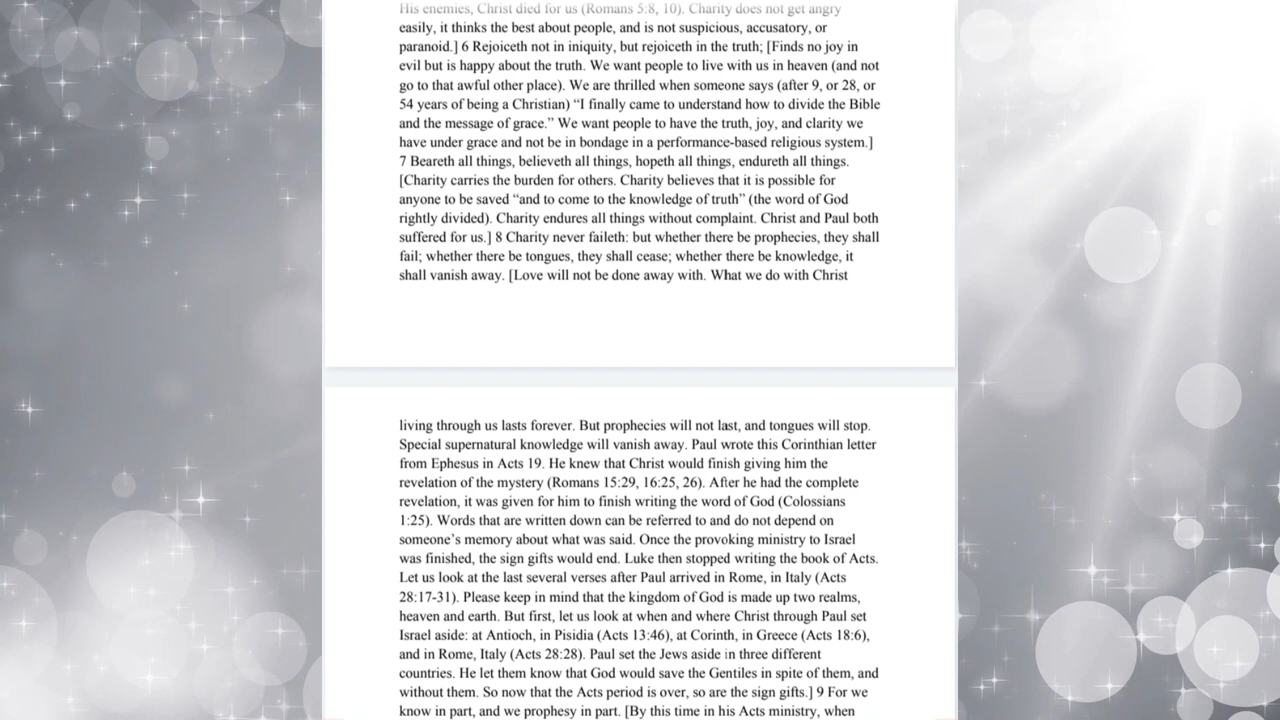 His enemies, Christ died for us (Romans 5:8, 10). Charity does not get angry
easily, it thinks the best about people, and is not suspicious, accusatory, or
paranoid.] 6 Rejoiceth not in iniquity, but rejoiceth in the truth; [Finds no joy in
evil but is happy about the truth. We want people to live with us in heaven (and not
go to that awful other place). We are thrilled when someone says (after 9, or 28, or
54 years of being a Christian) “I finally came to understand how to divide the Bible
and the message of grace.” We want people to have the truth, joy, and clarity we
have under grace and not be in bondage in a performance-based religious system.]
7 Beareth all things, believeth all things, hopeth all things, endureth all things.
[Charity carries the burden for others. Charity believes that it is possible for
anyone to be saved “and to come to the knowledge of truth” (the word of God
rightly divided). Charity endures all things without complaint. Christ and Paul both
suffered for us.] 8 Charity never faileth: but whether there be prophecies, they shall
fail; whether there be tongues, they shall cease; whether there be knowledge, it
shall vanish away. [Love will not be done away with. What we do with Christ
living through us lasts forever. But prophecies will not last, and tongues will stop.
Special supernatural knowledge will vanish away. Paul wrote this Corinthian letter
from Ephesus in Acts 19. He knew that Christ would finish giving him the
revelation of the mystery (Romans 15:29, 16:25, 26). After he had the complete
revelation, it was given for him to finish writing the word of God (Colossians
1:25). Words that are written down can be referred to and do not depend on
someone’s memory about what was said. Once the provoking ministry to Israel
was finished, the sign gifts would end. Luke then stopped writing the book of Acts.
Let us look at the last several verses after Paul arrived in Rome, in Italy (Acts
28:17-31). Please keep in mind that the kingdom of God is made up two realms,
heaven and earth. But first, let us look at when and where Christ through Paul set
Israel aside: at Antioch, in Pisidia (Acts 13:46), at Corinth, in Greece (Acts 18:6),
and in Rome, Italy (Acts 28:28). Paul set the Jews aside in three different
countries. He let them know that God would save the Gentiles in spite of them, and
without them. So now that the Acts period is over, so are the sign gifts.] 9 For we
know in part, and we prophesy in part. [By this time in his Acts ministry, when